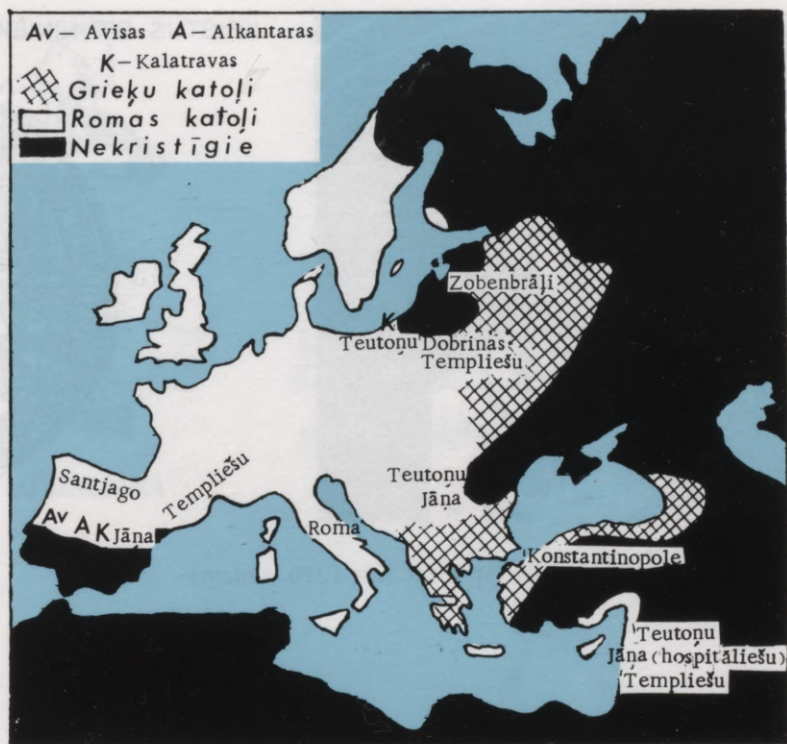 Av – Avisas A – Alkantaras
K – Kalatravas
Grieķu katoļi
Romas katoļi
Nekristīgie
Zobenbrāļi
K
Teutoņu Dobrinas
Templiešu
Santjago
Templiešu
Teutoņu
Jāņa
Av A K Jāņa
Roma
Konstantinopole
Teutoņu
Jāņa (hospitāliešu)
Templiešu